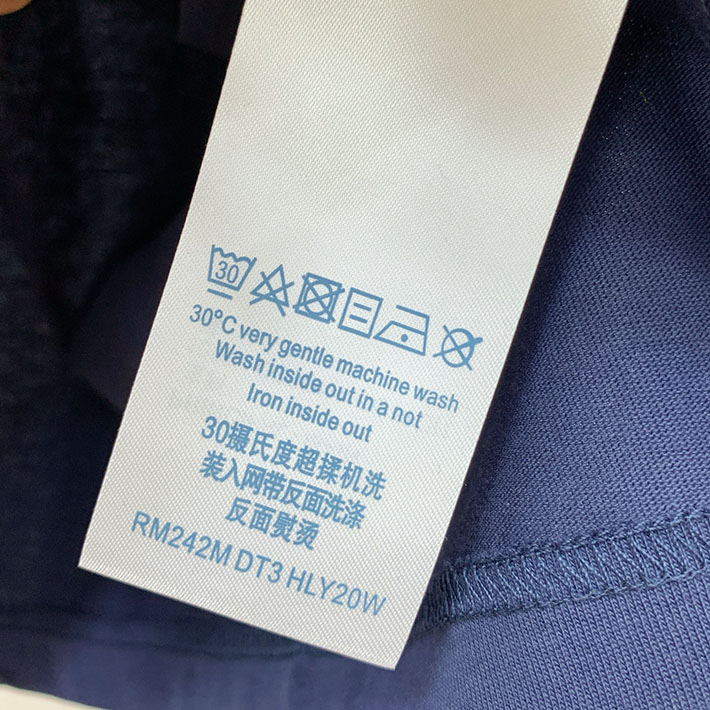 30
30°C very gentle machine wash
Wash inside out in a not
Iron inside out
30摄氏度超揉机洗
装入网带反面洗涤
反面熨烫
RM242M DT3 HLY20W